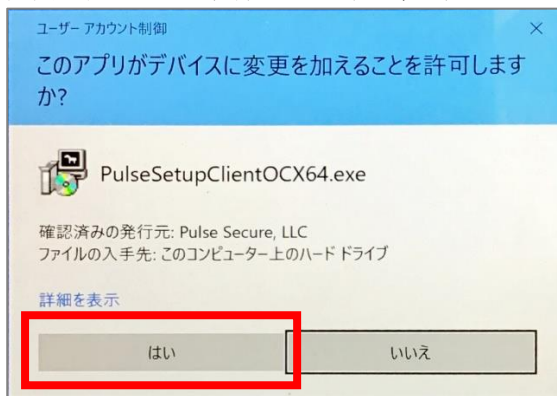 ユーザー アカウント制御
このアプリがデバイスに変更を加えることを許可します
か?
PulseSetupClientOCX64.exe
確認済みの発行元: Pulse Secure, LLC
ファイルの入手先: このコンピューター上のハード ドライブ
詳細を表示
はい
いいえ